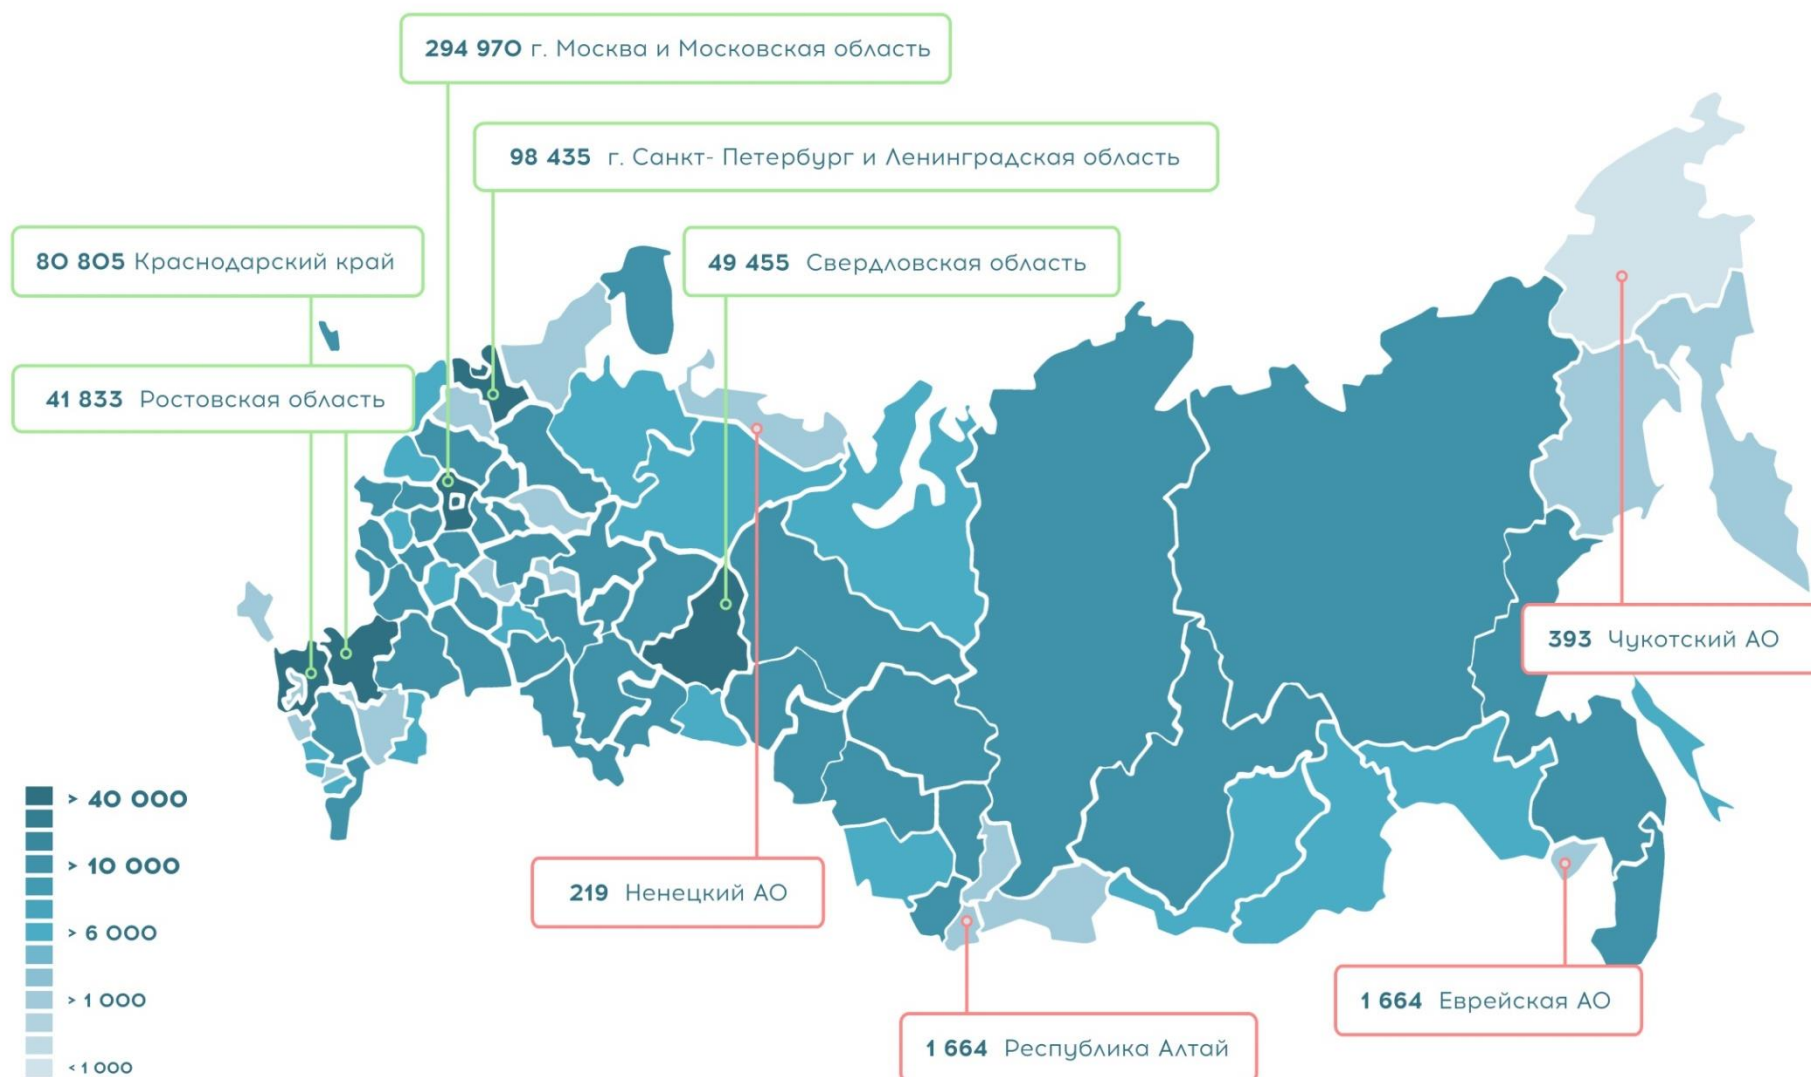 294 970 г. Москва и Московская область
98 435 г. Санкт- Петербург и Ленинградская область
80 805 Краснодарский край
49 455 Свердловская область
41 833 Ростовская область
393 Чукотский АО
> 40 000
> 10 000
> 6 000
> 1 000
< 1 000
219 Ненецкий АО
1 664 Еврейская АО
1 664 Республика Алтай